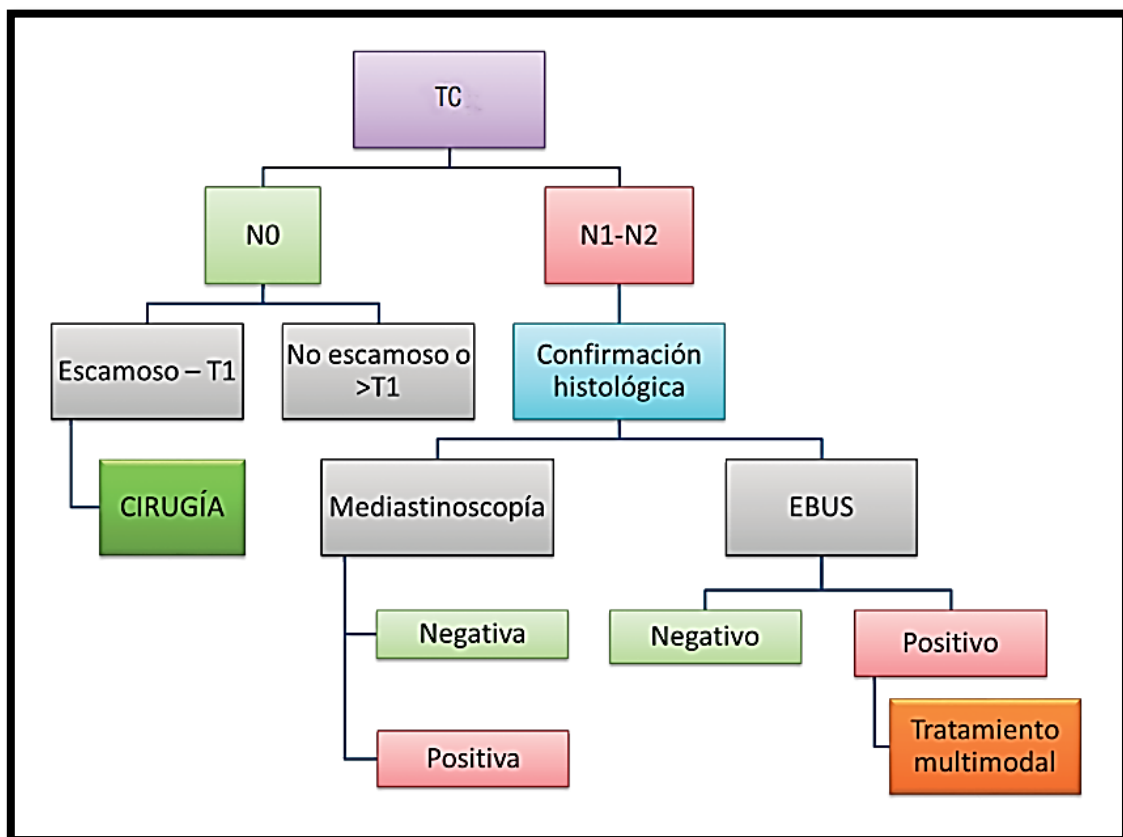 TC
N0
N1-N2
Escamoso – T1
No escamoso o
>T1
Confirmación
histológica
CIRUGÍA
Mediastinoscopía
EBUS
Negativa
Negativo
Positivo
Positiva
Tratamiento
multimodal